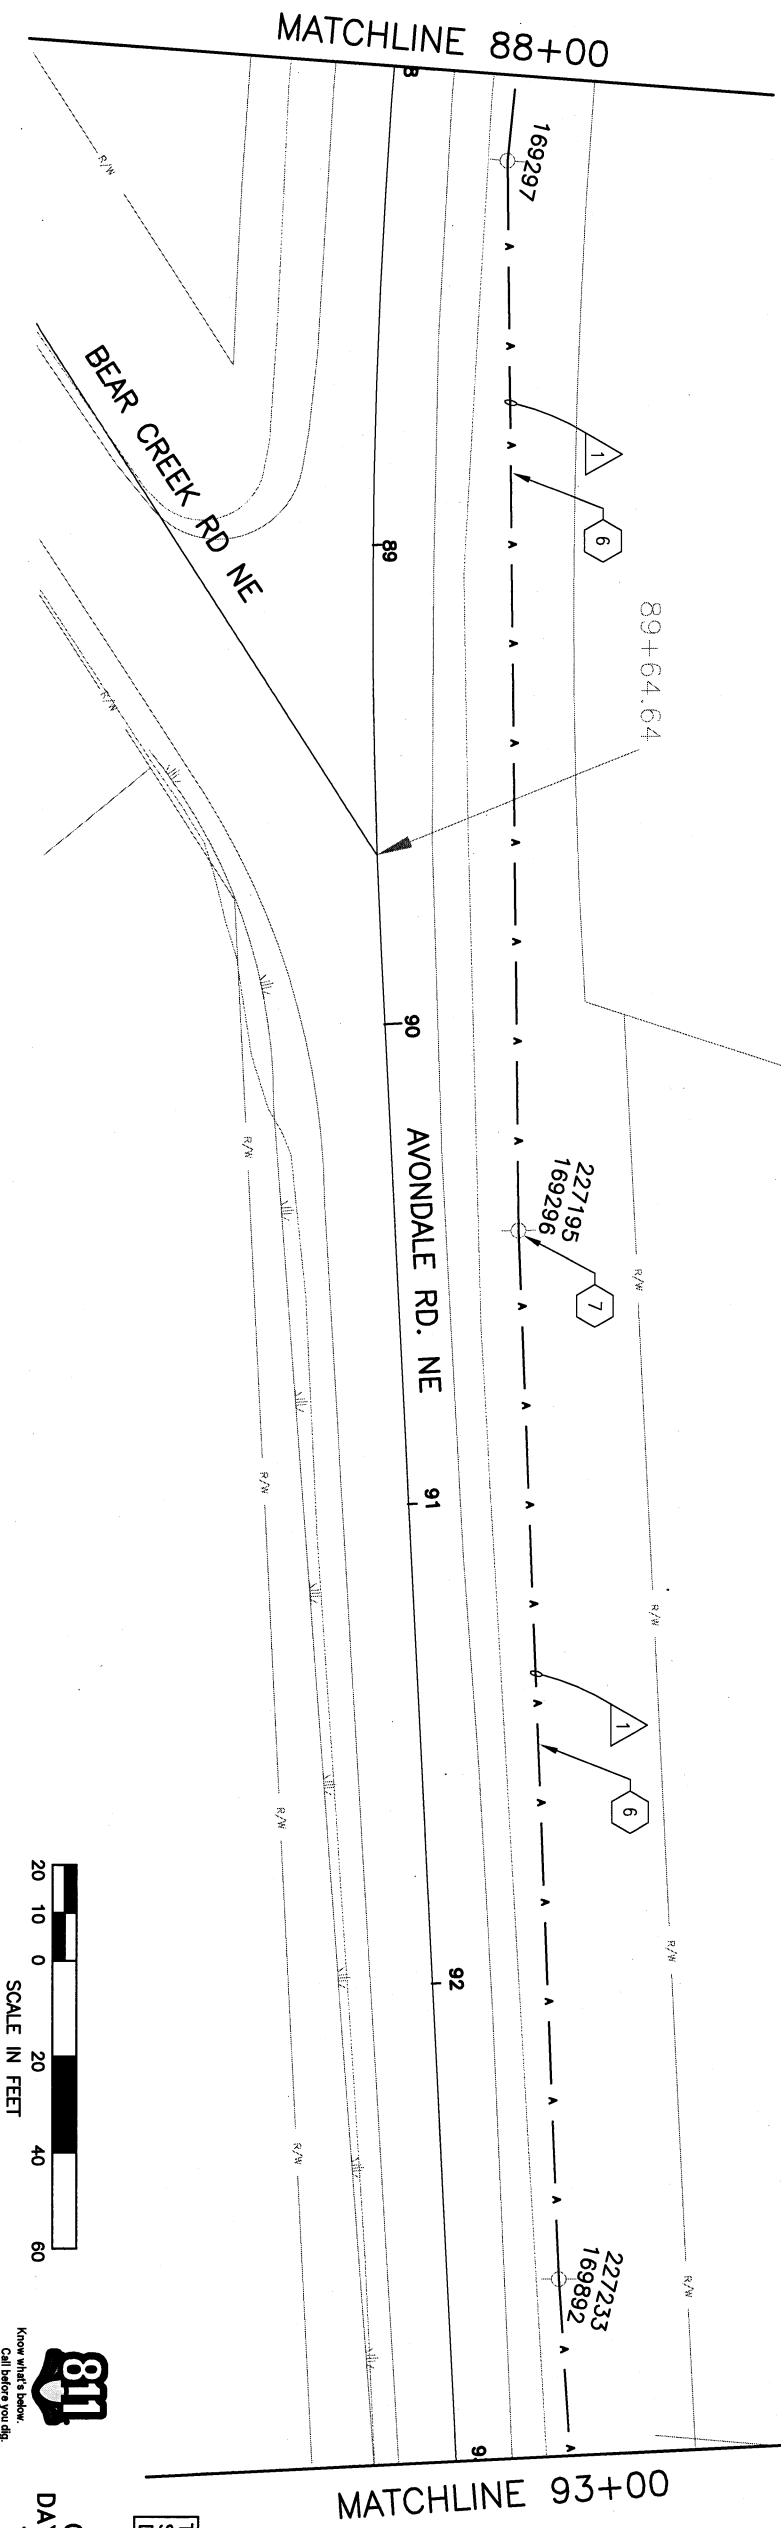 MATCHLINE 88+00
169297
R/W
1
6
BEAR CREEK RD NE
89
89+64.64
R/W
90
AVONDALE RD. NE
227195
169296
7
R/W
R/W
91
R/W
R/W
1
6
R/W
R/W
92
227233
169892
R/W
R/W
20 10 0 20 40 60
SCALE IN FEET
811
Know what's below.
Call before you dig.
MATCHLINE 93+00